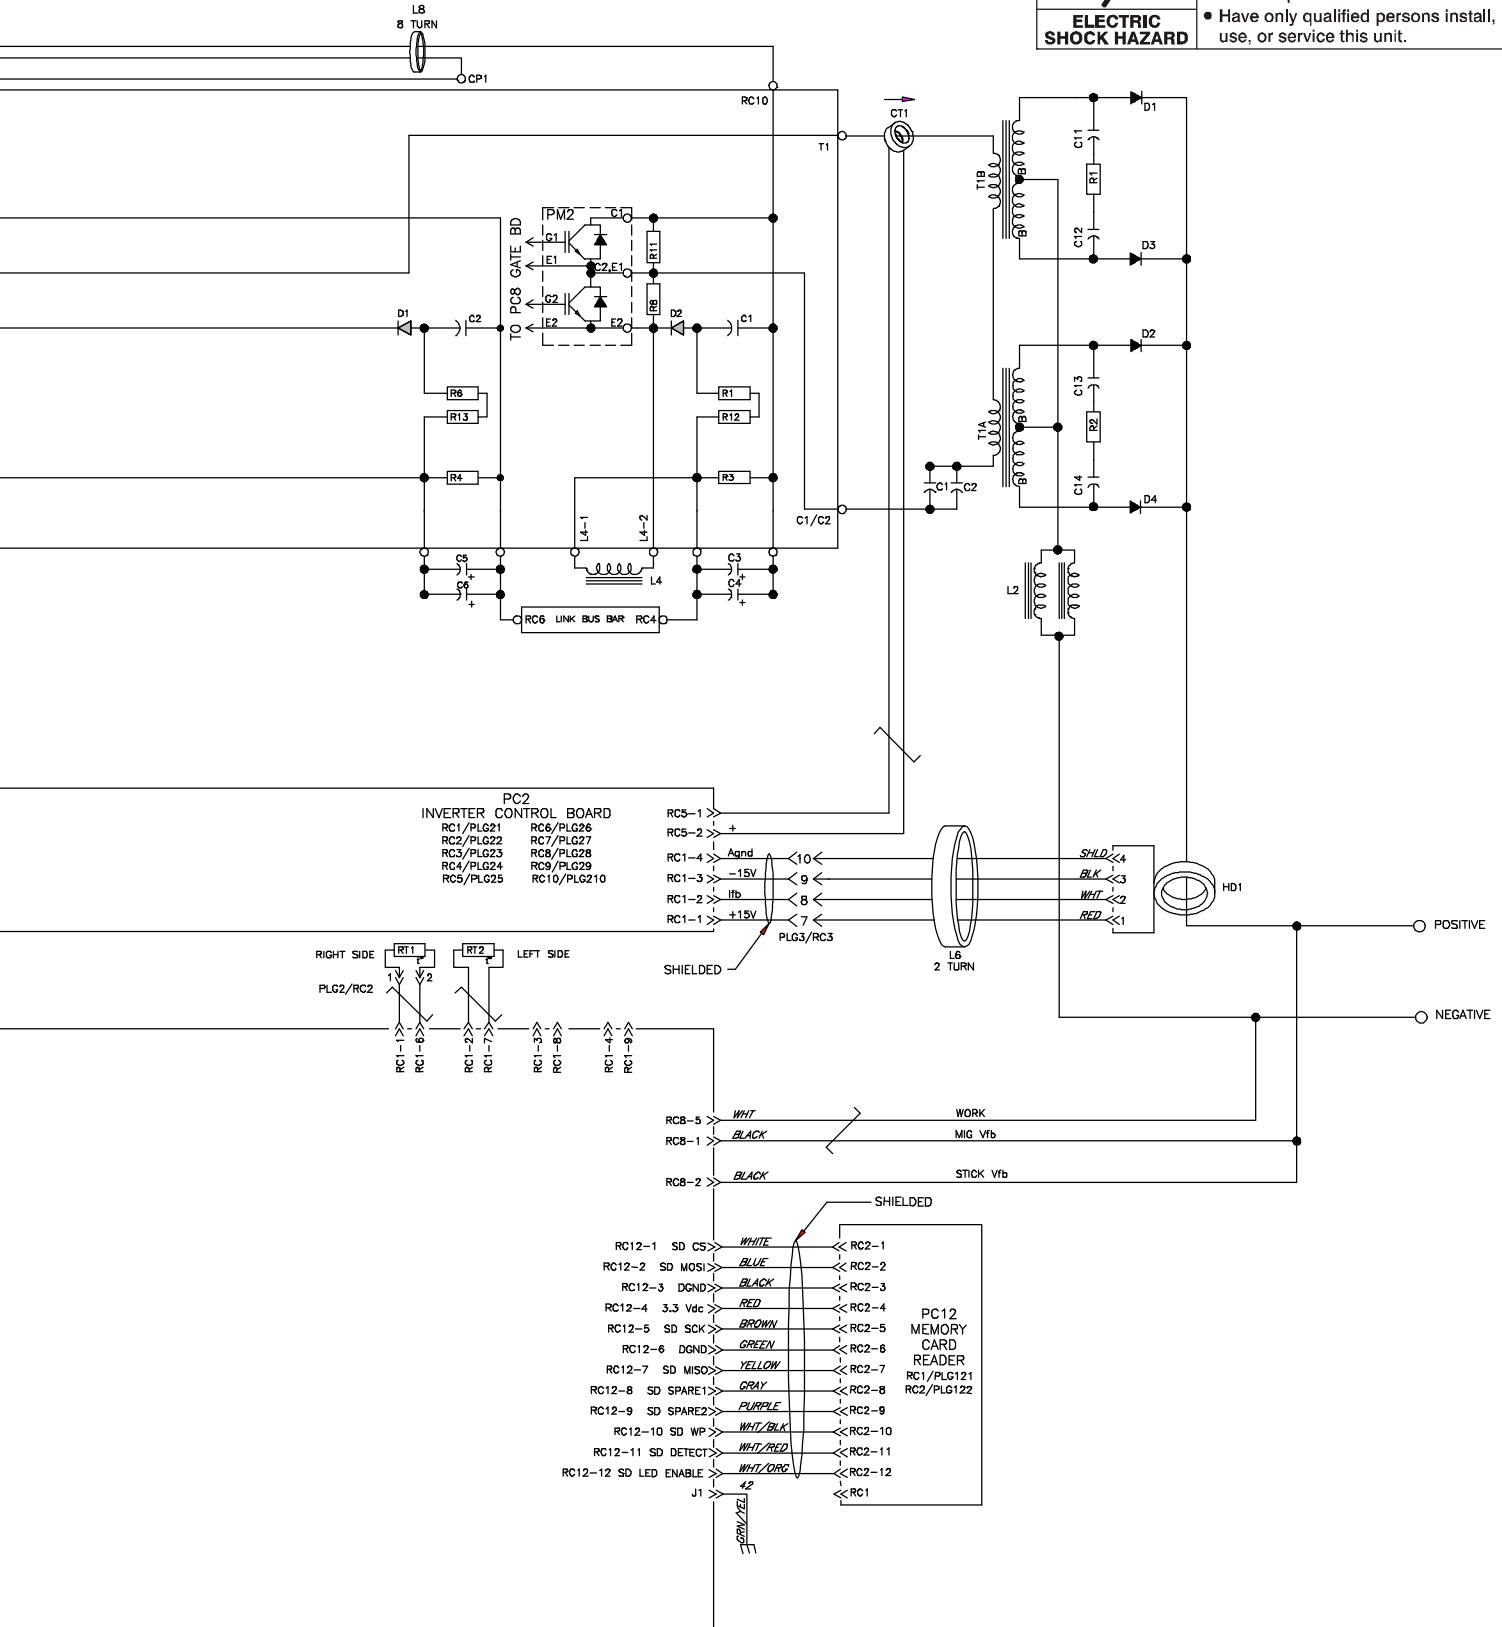 L8
8 TURN
CP1
ELECTRIC
SHOCK HAZARD
• Have only qualified persons install,
use, or service this unit.
RC10
CT1
T1
D1
C11
R1
C12
D3
T1B
B
B
PM2
C1
G1
E1
C2,E1
G2
E2
E2
TO PC8 GATE BD
R11
R8
D1
C2
D2
C1
R6
R13
R4
R1
R12
R3
D2
C13
R2
C14
D4
T1A
B
B
C1
C2
C1/C2
L4-1
L4-2
C5
+
C6
+
L4
C3
+
C4
+
RC6 LINK BUS BAR RC4
L2
PC2
INVERTER CONTROL BOARD
RC1/PLG21 RC6/PLG26
RC2/PLG22 RC7/PLG27
RC3/PLG23 RC8/PLG28
RC4/PLG24 RC9/PLG29
RC5/PLG25 RC10/PLG210
RC5-1
RC5-2 +
RC1-4 Agnd 10 SHLD 4
RC1-3 -15V 9 BLK 3
RC1-2 Ifb 8 WHT 2
RC1-1 +15V 7 RED 1
PLG3/RC3
HD1
SHIELDED
L6
2 TURN
POSITIVE
NEGATIVE
RIGHT SIDE RT1 t° RT2 t° LEFT SIDE
1 2
PLG2/RC2
RC1-1
RC1-6
RC1-2
RC1-7
RC1-3
RC1-8
RC1-4
RC1-9
RC8-5 WHT WORK
RC8-1 BLACK MIG Vfb
RC8-2 BLACK STICK Vfb
SHIELDED
RC12-1 SD CS WHITE RC2-1
RC12-2 SD MOSI BLUE RC2-2
RC12-3 DGND BLACK RC2-3
RC12-4 3.3 Vdc RED RC2-4
RC12-5 SD SCK BROWN RC2-5
RC12-6 DGND GREEN RC2-6
RC12-7 SD MISO YELLOW RC2-7
RC12-8 SD SPARE1 GRAY RC2-8
RC12-9 SD SPARE2 PURPLE RC2-9
RC12-10 SD WP WHT/BLK RC2-10
RC12-11 SD DETECT WHT/RED RC2-11
RC12-12 SD LED ENABLE WHT/ORG RC2-12
J1 42 RC1
GRN/YEL
PC12
MEMORY
CARD
READER
RC1/PLG121
RC2/PLG122